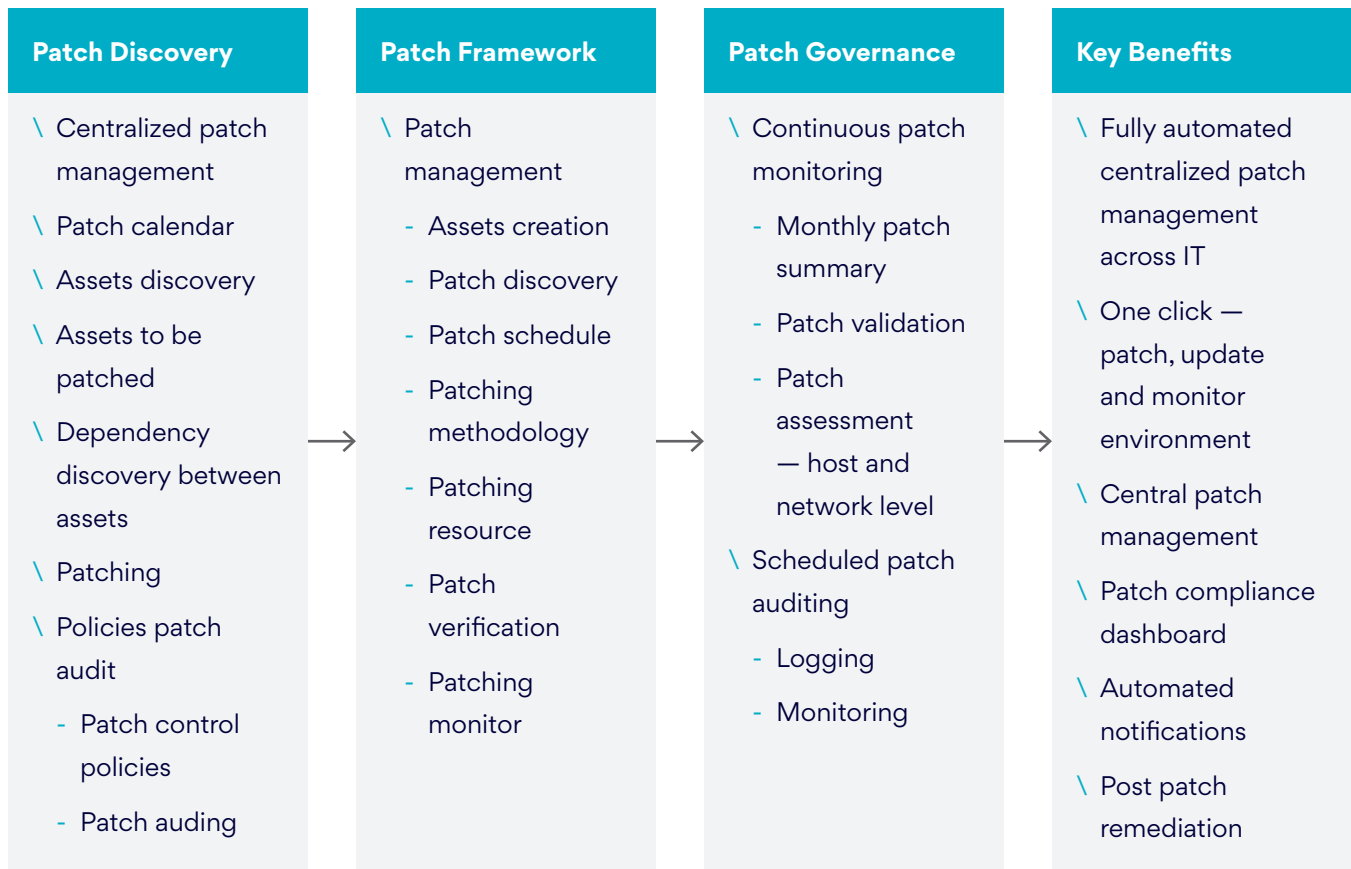 Patch Discovery
\ Centralized patch
management
\ Patch calendar
\ Assets discovery
\ Assets to be
patched
\ Dependency
discovery between
assets
\ Patching
\ Policies patch
audit
- Patch control
policies
- Patch auding
Patch Framework
\ Patch
management
- Assets creation
- Patch discovery
- Patch schedule
- Patching
methodology
- Patching
resource
- Patch
verification
- Patching
monitor
Patch Governance
\ Continuous patch
monitoring
- Monthly patch
summary
- Patch validation
- Patch
assessment
— host and
network level
\ Scheduled patch
auditing
- Logging
- Monitoring
Key Benefits
\ Fully automated
centralized patch
management
across IT
\ One click —
patch, update
and monitor
environment
\ Central patch
management
\ Patch compliance
dashboard
\ Automated
notifications
\ Post patch
remediation